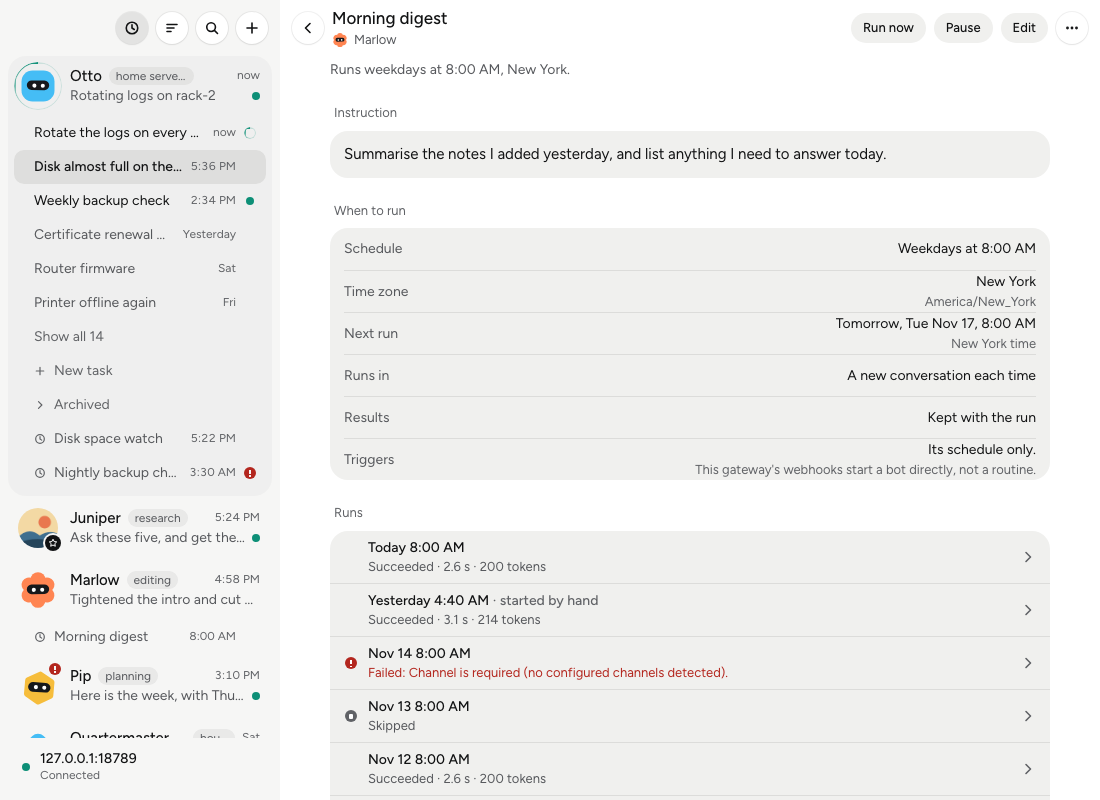 Otto home serve... now
Rotating logs on rack-2
Rotate the logs on every ... now
Disk almost full on the... 5:36 PM
Weekly backup check 2:34 PM
Certificate renewal ... Yesterday
Router firmware Sat
Printer offline again Fri
Show all 14
New task
Archived
Disk space watch 5:22 PM
Nightly backup ch... 3:30 AM
Juniper research 5:24 PM
Ask these five, and get the...
Marlow editing 4:58 PM
Tightened the intro and cut ...
Morning digest 8:00 AM
Pip planning 3:10 PM
Here is the week, with Thu...
Quartermaster hou... Sat
127.0.0.1:18789
Connected
Morning digest
Marlow
Run now Pause Edit
Runs weekdays at 8:00 AM, New York.
Instruction
Summarise the notes I added yesterday, and list anything I need to answer today.
When to run
Schedule Weekdays at 8:00 AM
Time zone New York
America/New_York
Next run Tomorrow, Tue Nov 17, 8:00 AM
New York time
Runs in A new conversation each time
Results Kept with the run
Triggers Its schedule only.
This gateway's webhooks start a bot directly, not a routine.
Runs
Today 8:00 AM
Succeeded · 2.6 s · 200 tokens
Yesterday 4:40 AM · started by hand
Succeeded · 3.1 s · 214 tokens
Nov 14 8:00 AM
Failed: Channel is required (no configured channels detected).
Nov 13 8:00 AM
Skipped
Nov 12 8:00 AM
Succeeded · 2.6 s · 200 tokens